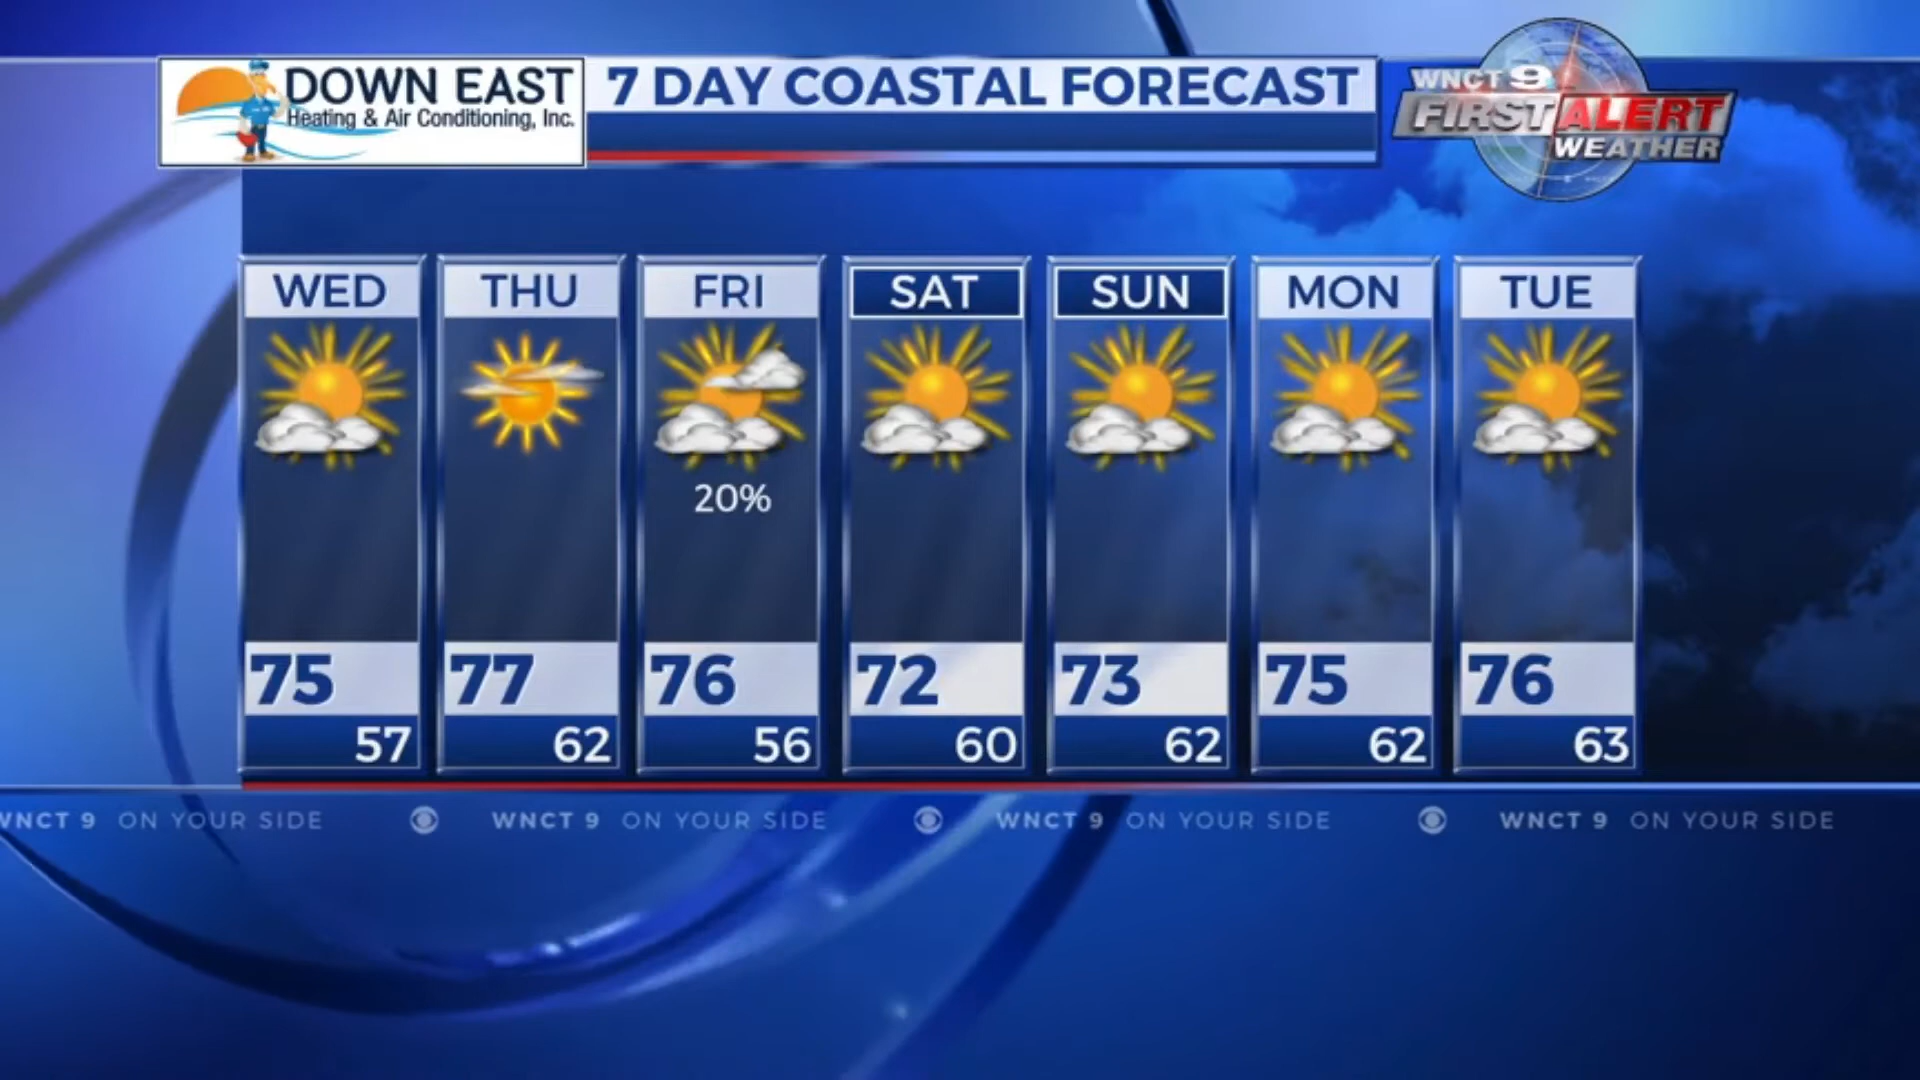 DOWN EAST
Heating & Air Conditioning, Inc.
7 DAY COASTAL FORECAST
WNCT 9
FIRST ALERT
WEATHER
WED THU FRI SAT SUN MON TUE
20%
75 77 76 72 73 75 76
57 62 56 60 62 62 63
WNCT 9 ON YOUR SIDE WNCT 9 ON YOUR SIDE WNCT 9 ON YOUR SIDE WNCT 9 ON YOUR SIDE